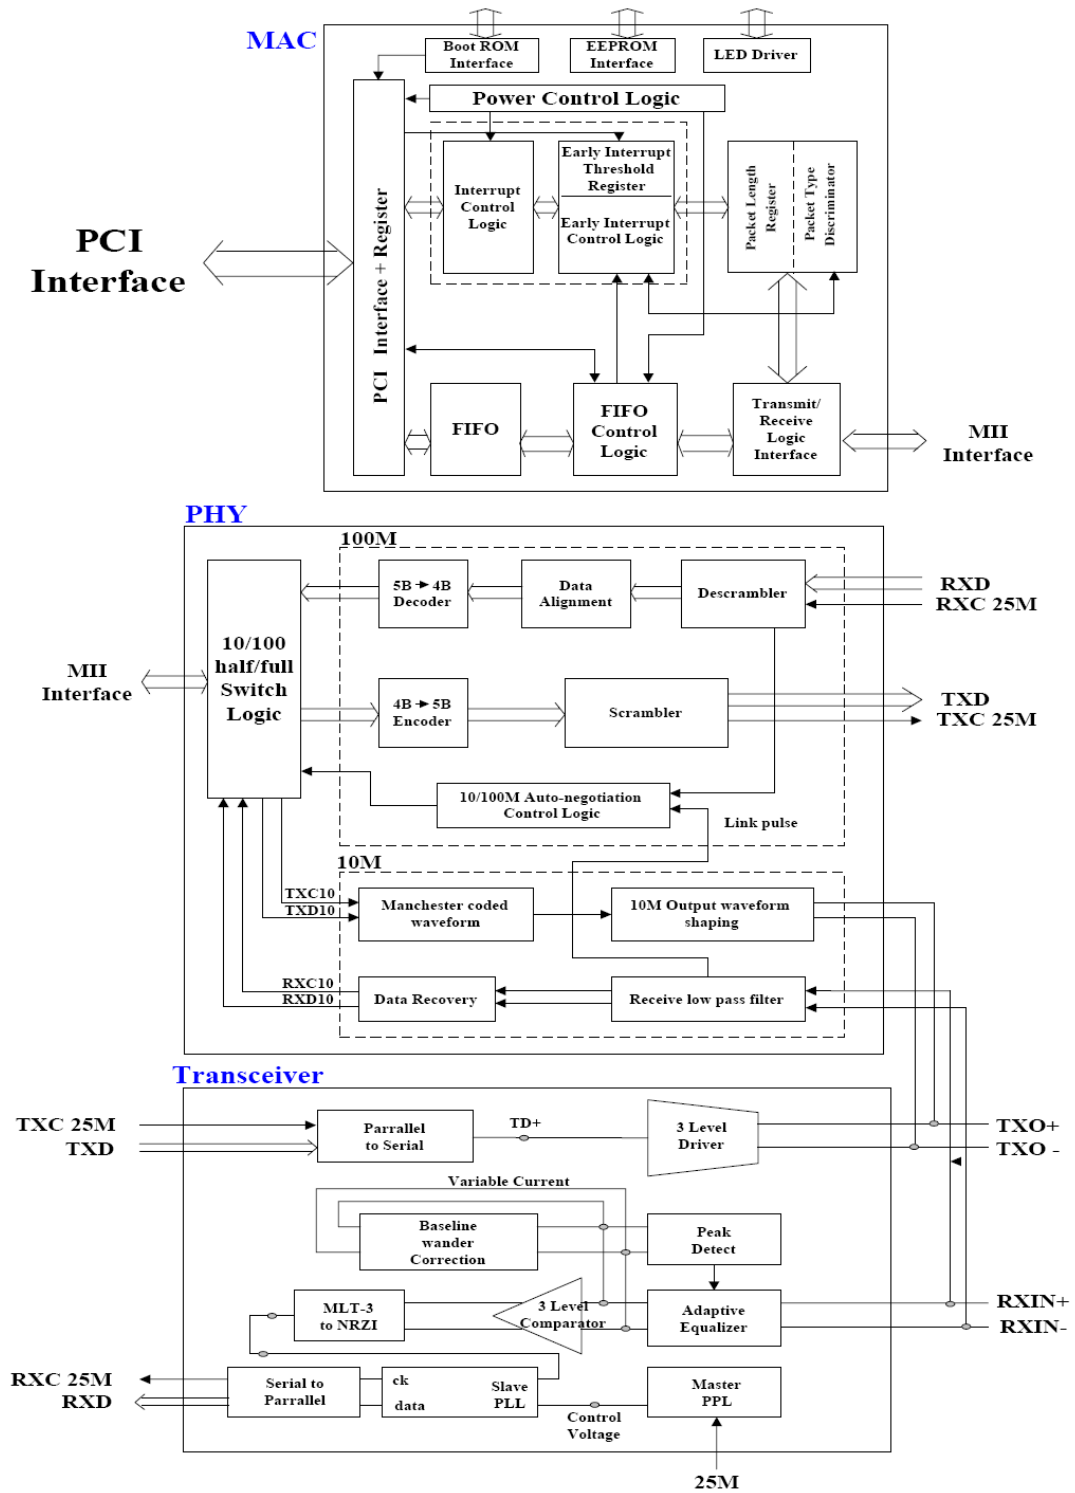 MAC
Boot ROM
Interface
EEPROM
Interface
LED Driver
Power Control Logic
PCI Interface + Register
Interrupt
Control
Logic
Early Interrupt
Threshold
Register
Early Interrupt
Control Logic
Packet Length
Register
Packet Type
Discriminator
PCI
Interface
FIFO
FIFO
Control
Logic
Transmit/
Receive
Logic
Interface
MII
Interface
PHY
100M
10/100
half/full
Switch
Logic
5B → 4B
Decoder
Data
Alignment
Descrambler
RXD
RXC 25M
MII
Interface
4B → 5B
Encoder
Scrambler
TXD
TXC 25M
10/100M Auto-negotiation
Control Logic
Link pulse
10M
TXC10
TXD10
Manchester coded
waveform
10M Output waveform
shaping
RXC10
RXD10
Data Recovery
Receive low pass filter
Transceiver
TXC 25M
TXD
Parrallel
to Serial
TD+
3 Level
Driver
TXO+
TXO -
Variable Current
Baseline
wander
Correction
Peak
Detect
MLT-3
to NRZI
3 Level
Comparator
Adaptive
Equalizer
RXIN+
RXIN-
RXC 25M
RXD
Serial to
Parrallel
ck
data
Slave
PLL
Control
Voltage
Master
PPL
25M